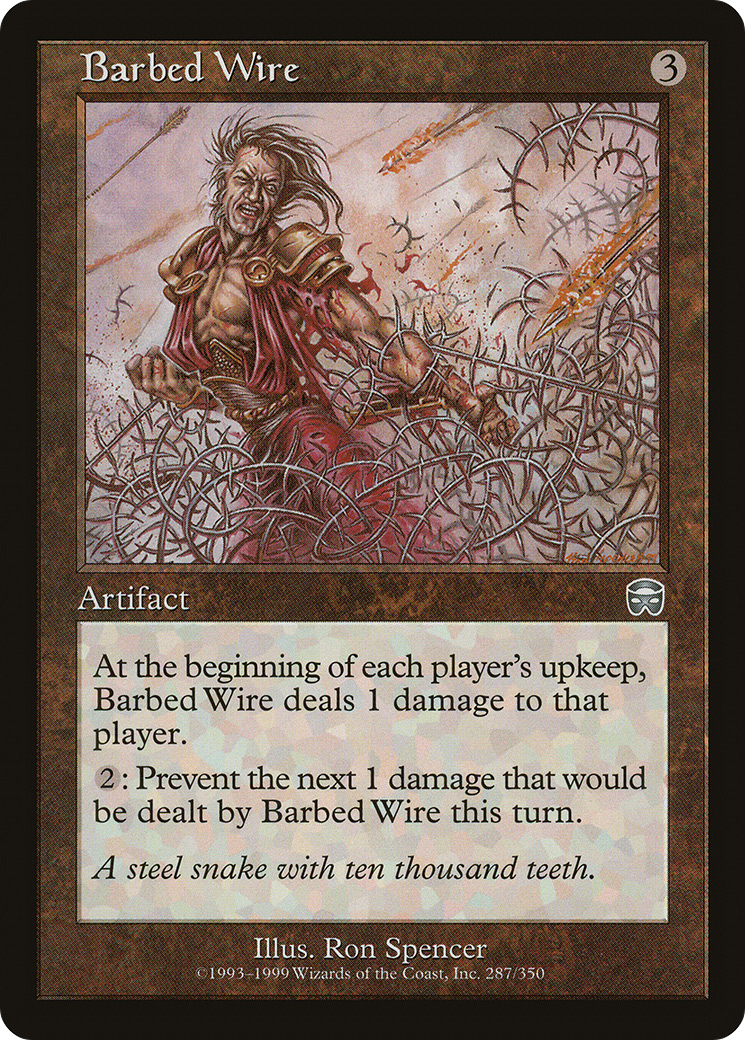 Barbed Wire 3
Artifact
At the beginning of each player's upkeep,
Barbed Wire deals 1 damage to that
player.
2: Prevent the next 1 damage that would
be dealt by Barbed Wire this turn.
A steel snake with ten thousand teeth.
Illus. Ron Spencer
©1993–1999 Wizards of the Coast, Inc. 287/350